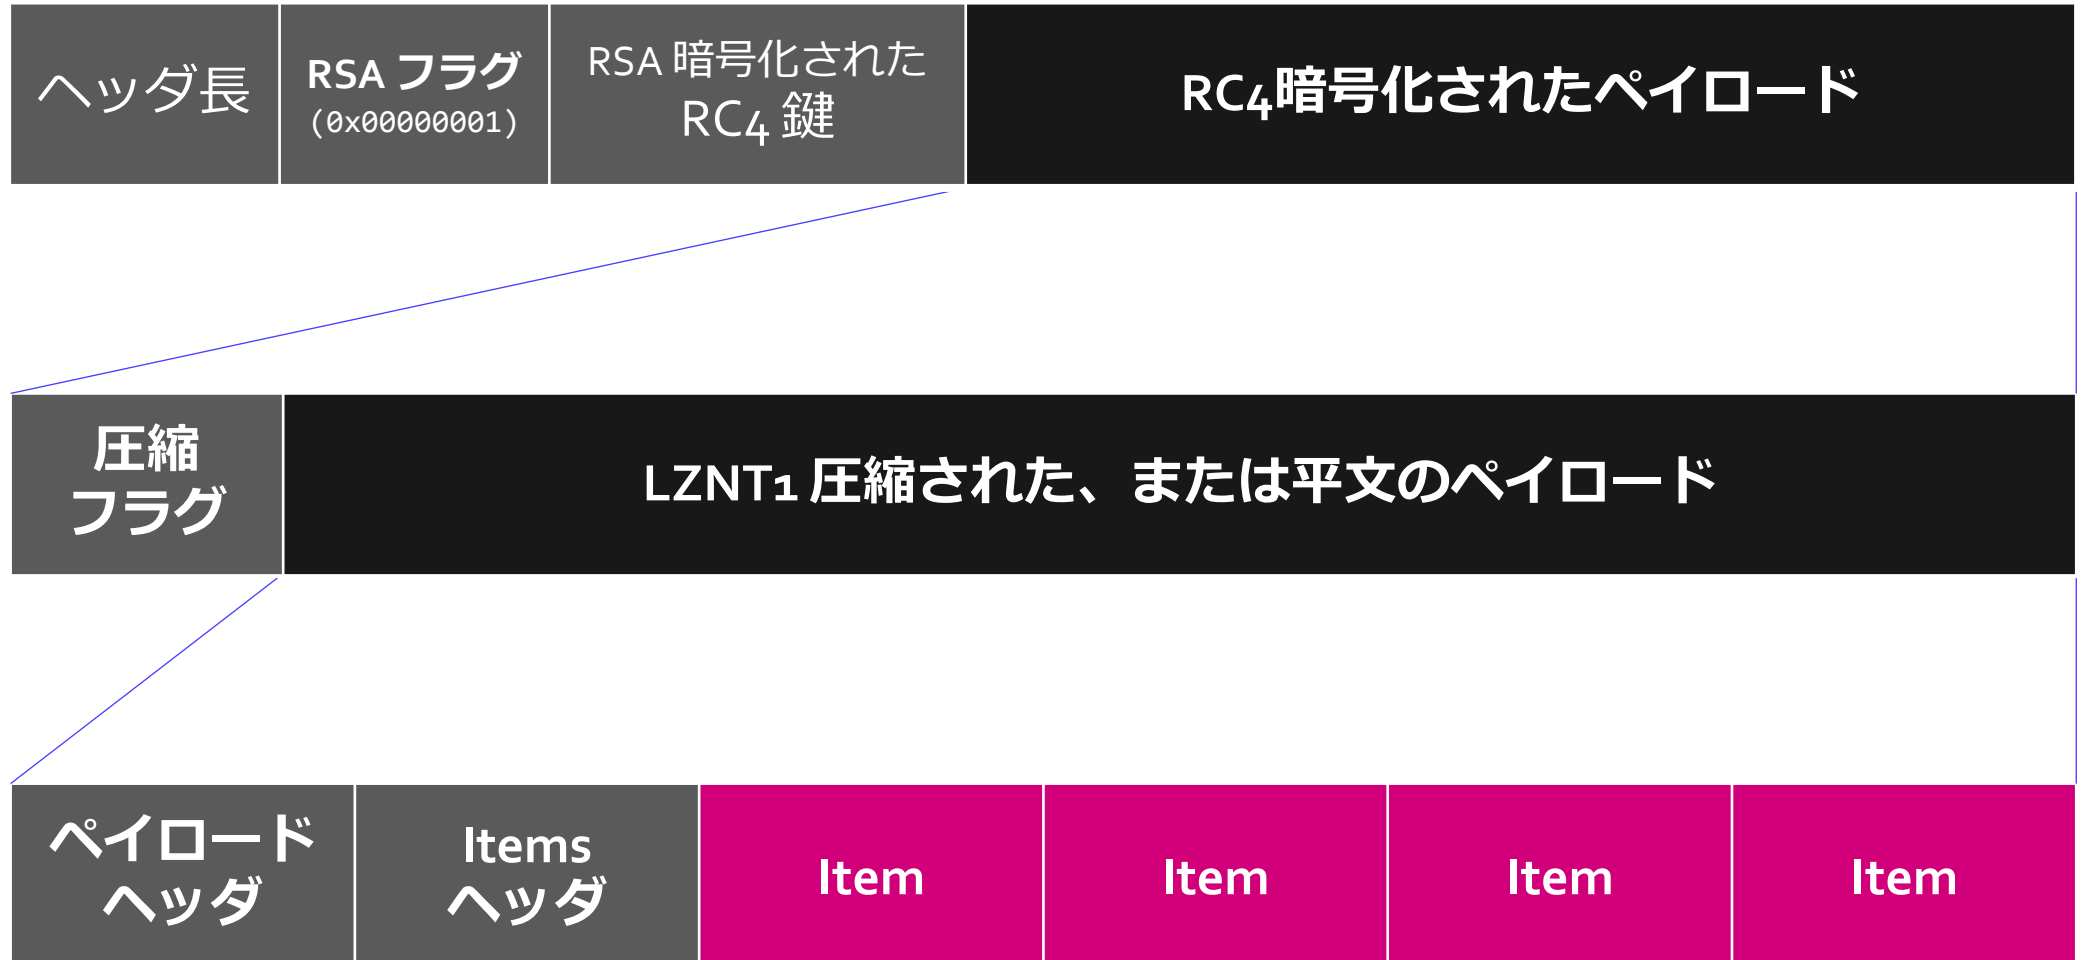 ヘッダ長
RSA フラグ
(0x00000001)
RSA 暗号化された
RC4 鍵
RC4暗号化されたペイロード
圧縮
フラグ
LZNT1 圧縮された、または平文のペイロード
ペイロード
ヘッダ
Items
ヘッダ
Item
Item
Item
Item